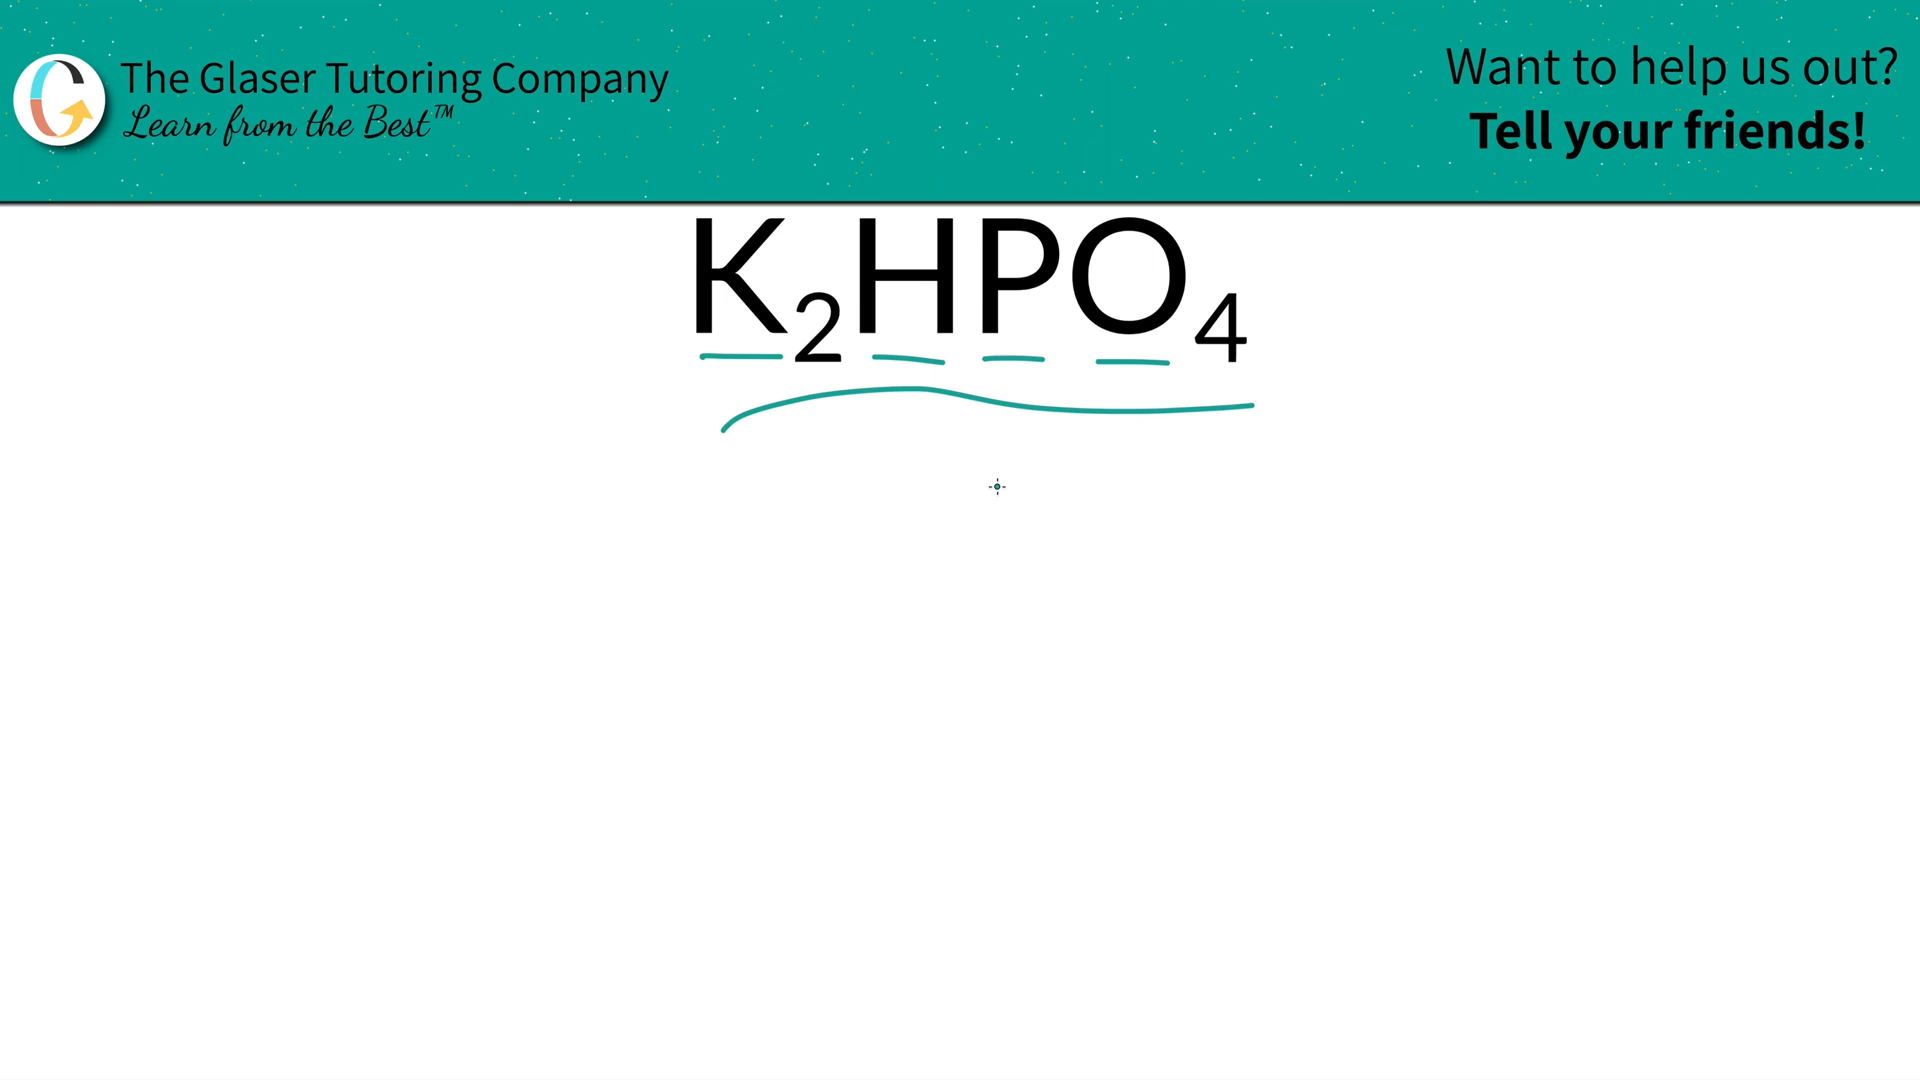 The Glaser Tutoring Company
Learn from the Best™
Want to help us out?
Tell your friends!
K₂HPO₄